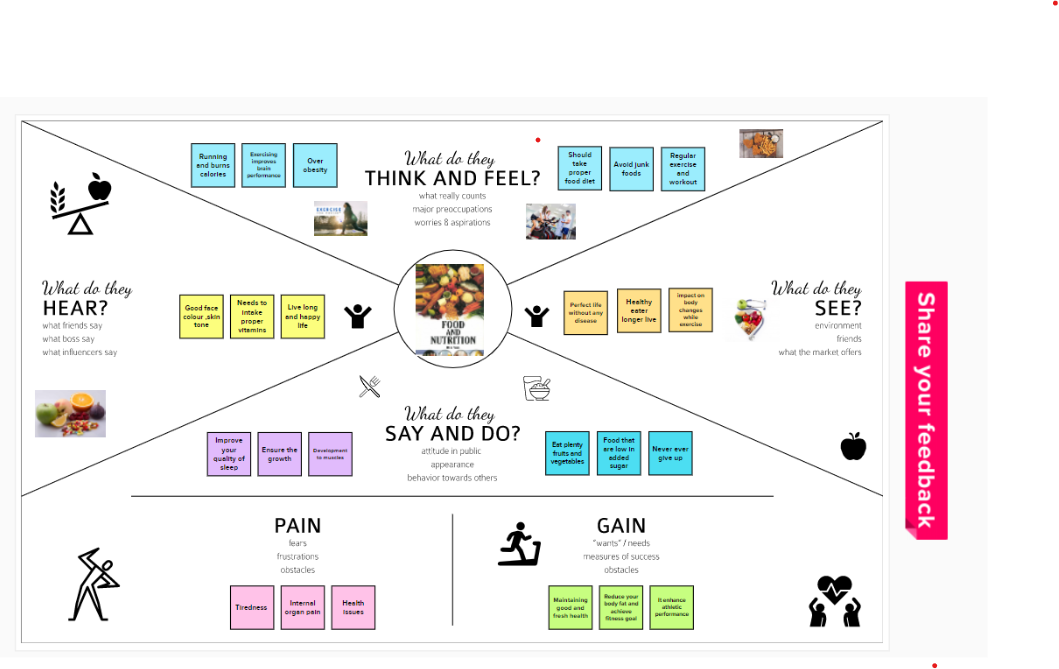 Running
and burns
calories
Exercising
improves
brain
performance
Over
obesity
What do they
THINK AND FEEL?
what really counts
major preoccupations
worries & aspirations
Should
take
proper
food diet
Avoid junk
foods
Regular
exercise
and
workout
What do they
HEAR?
what friends say
what boss say
what influencers say
Good face
colour ,skin
tone
Needs to
intake
proper
vitamins
Live long
and happy
life
FOOD
AND
NUTRITION
Perfect life
without any
disease
Healthy
eater
longer live
Impact on
body
changes
while
exercise
What do they
SEE?
environment
friends
what the market offers
Share your feedback
What do they
SAY AND DO?
attitude in public
appearance
behavior towards others
Improve
your
quality of
sleep
Ensure the
growth
Development
to muscles
Eat plenty
fruits and
vegetables
Food that
are low in
added
sugar
Never ever
give up
PAIN
fears
frustrations
obstacles
Tiredness
Internal
organ pain
Health
issues
GAIN
"wants" / needs
measures of success
obstacles
Maintaining
good and
fresh health
Reduce your
body fat and
achieve
fitness goal
It enhance
athletic
performance